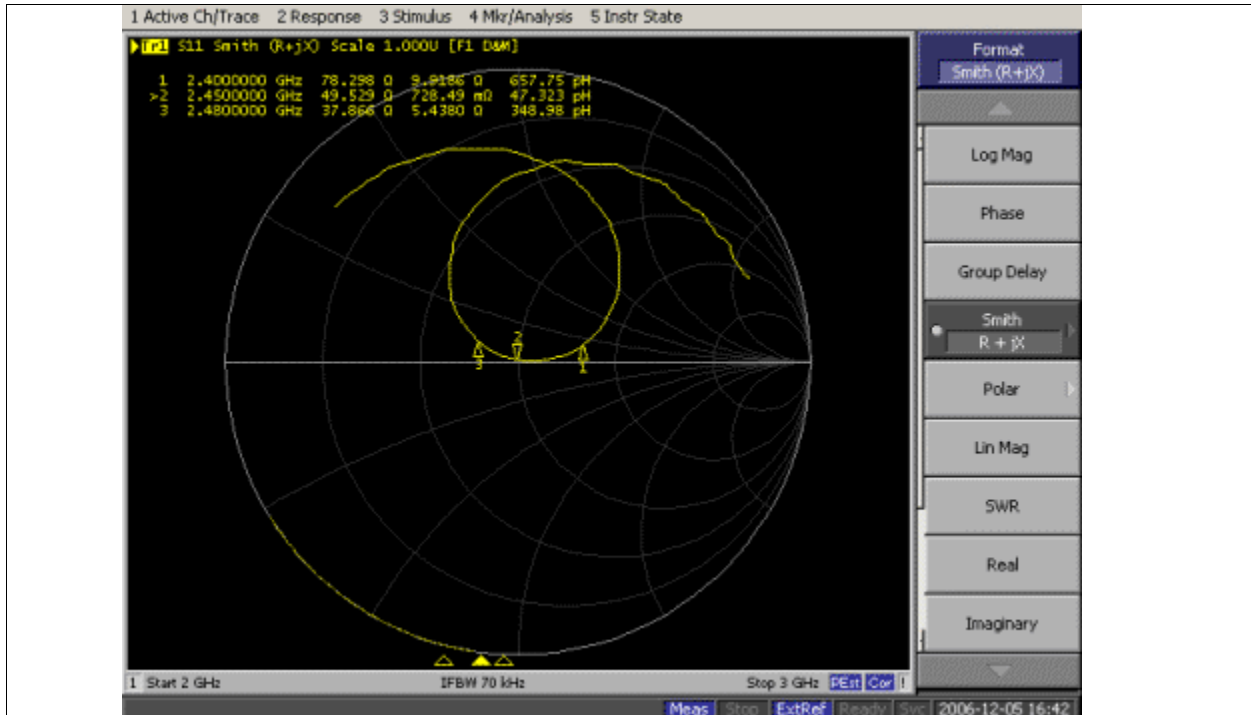 1 Active Ch/Trace 2 Response 3 Stimulus 4 Mkr/Analysis 5 Instr State
Tr1 S11 Smith (R+jX) Scale 1.000U [F1 D&M]
1 2.4000000 GHz 78.298 Ω 9.9186 Ω 657.75 pH
>2 2.4500000 GHz 49.529 Ω 728.49 mΩ 47.323 pH
3 2.4800000 GHz 37.866 Ω 5.4380 Ω 348.98 pH
2
3
1
1 Start 2 GHz IFBW 70 kHz Stop 3 GHz PExt Cor !
Meas Stop ExtRef Ready Svc 2006-12-05 16:42
Format
Smith (R+jX)
Log Mag
Phase
Group Delay
Smith
R + jX
Polar
Lin Mag
SWR
Real
Imaginary